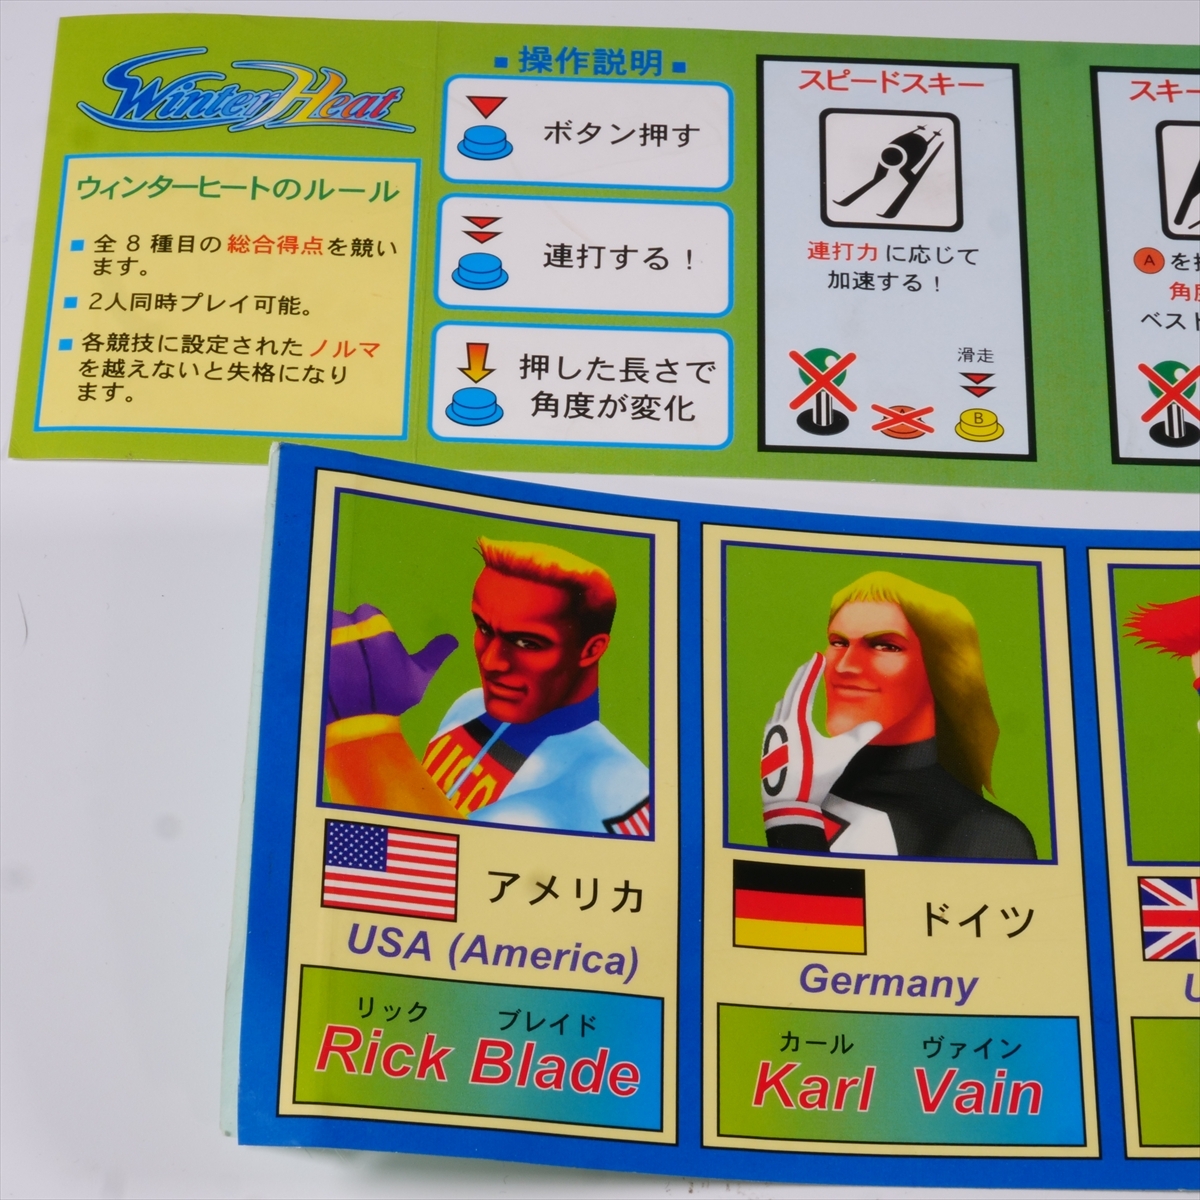 Winter Heat
ウィンターヒートのルール
全8種目の総合得点を競い
ます。
2人同時プレイ可能。
各競技に設定されたノルマ
を越えないと失格になり
ます。
操作説明
ボタン押す
連打する！
押した長さで
角度が変化
スピードスキー
連打力に応じて
加速する！
滑走
A
B
スキー
A を
角度
ベスト
USA
アメリカ
USA (America)
リック ブレイド
Rick Blade
ドイツ
Germany
カール ヴァイン
Karl Vain
U